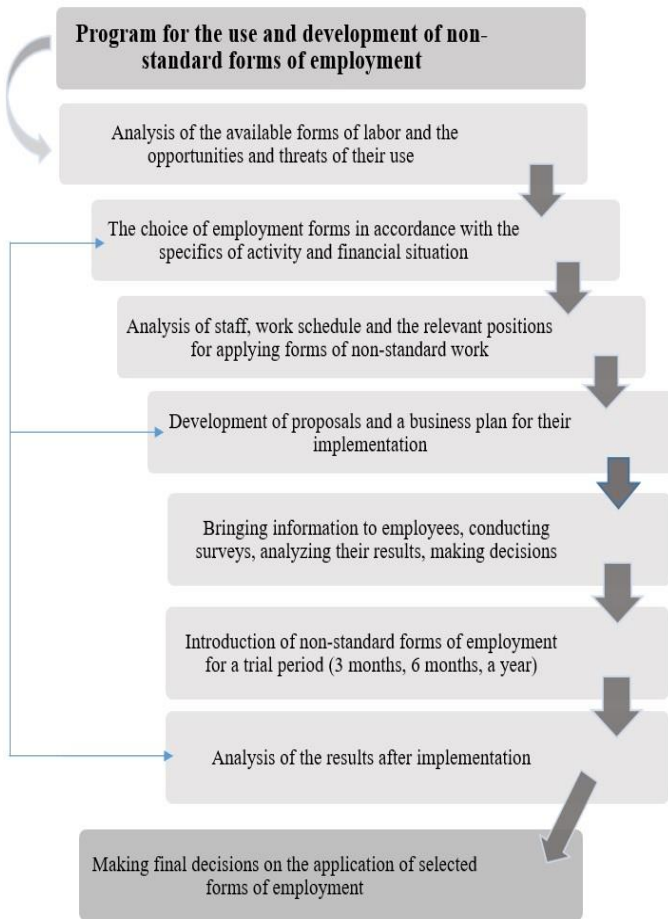 Program for the use and development of non-
standard forms of employment
Analysis of the available forms of labor and the
opportunities and threats of their use
The choice of employment forms in accordance with the
specifics of activity and financial situation
Analysis of staff, work schedule and the relevant positions
for applying forms of non-standard work
Development of proposals and a business plan for their
implementation
Bringing information to employees, conducting
surveys, analyzing their results, making decisions
Introduction of non-standard forms of employment
for a trial period (3 months, 6 months, a year)
Analysis of the results after implementation
Making final decisions on the application of selected
forms of employment